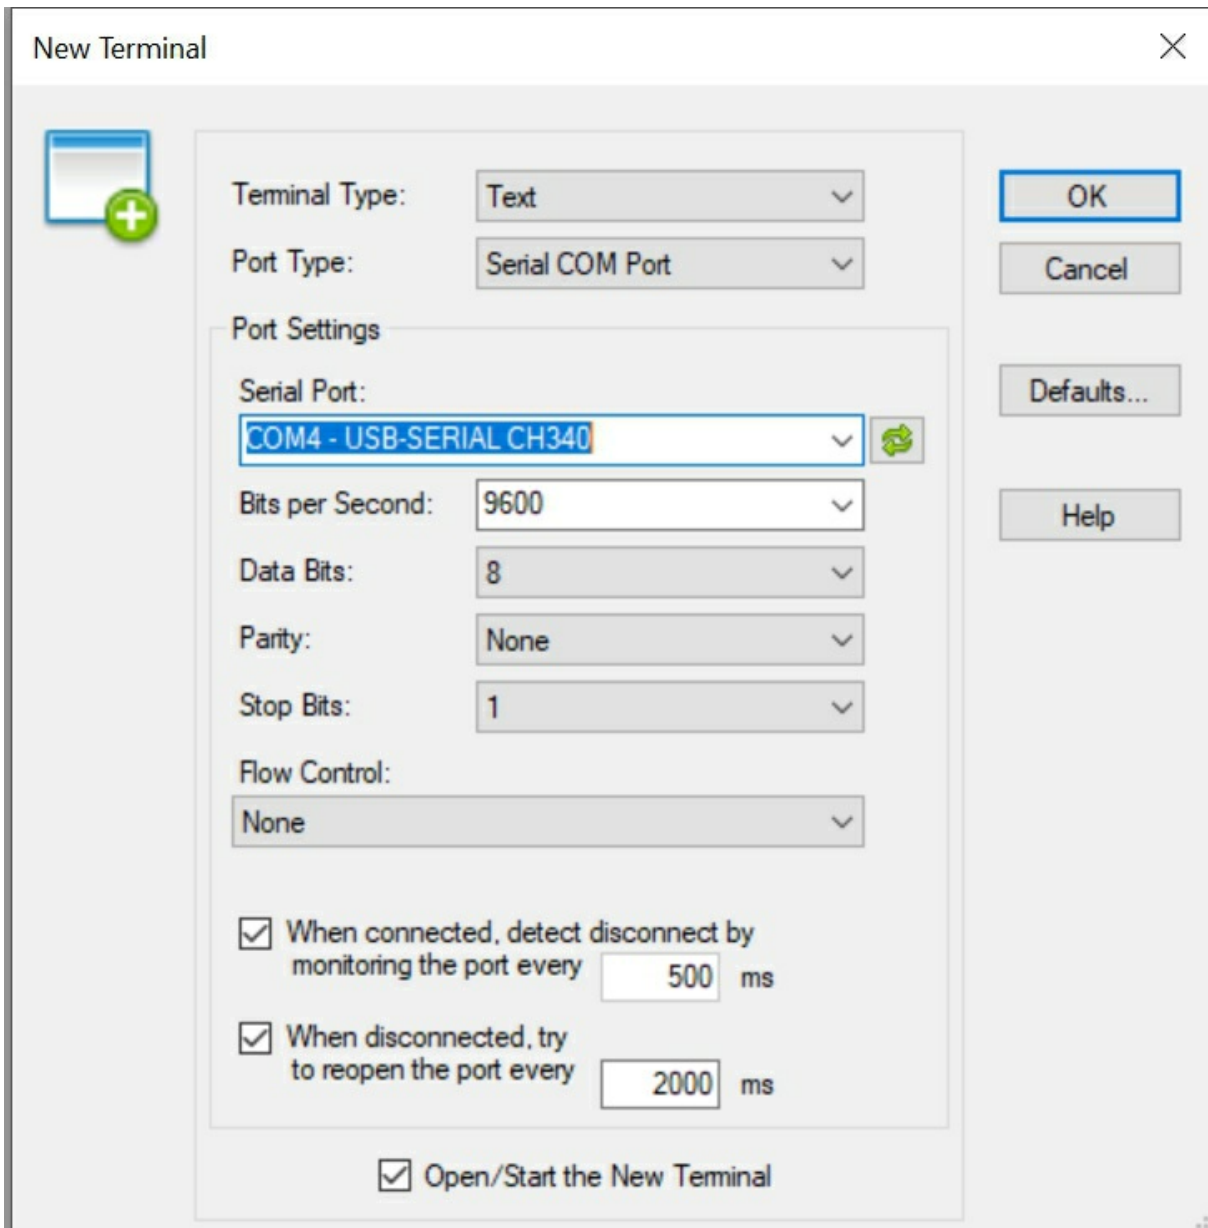 New Terminal
Terminal Type: Text
OK
Port Type: Serial COM Port
Cancel
Port Settings
Serial Port:
Defaults...
COM4 - USB-SERIAL CH340
Bits per Second: 9600
Help
Data Bits: 8
Parity: None
Stop Bits: 1
Flow Control:
None
When connected, detect disconnect by
monitoring the port every 500 ms
When disconnected, try
to reopen the port every 2000 ms
Open/Start the New Terminal